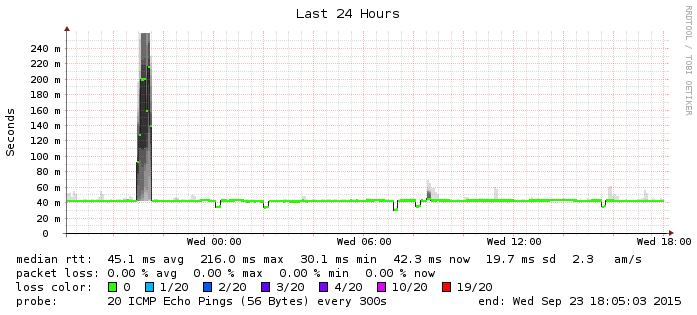 Last 24 Hours
RRDTOOL / TOBI OETIKER
Seconds
240 m
220 m
200 m
180 m
160 m
140 m
120 m
100 m
80 m
60 m
40 m
20 m
0
Wed 00:00 Wed 06:00 Wed 12:00 Wed 18:00
median rtt: 45.1 ms avg 216.0 ms max 30.1 ms min 42.3 ms now 19.7 ms sd 2.3 am/s
packet loss: 0.00 % avg 0.00 % max 0.00 % min 0.00 % now
loss color: 0 1/20 2/20 3/20 4/20 10/20 19/20
probe: 20 ICMP Echo Pings (56 Bytes) every 300s end: Wed Sep 23 18:05:03 2015